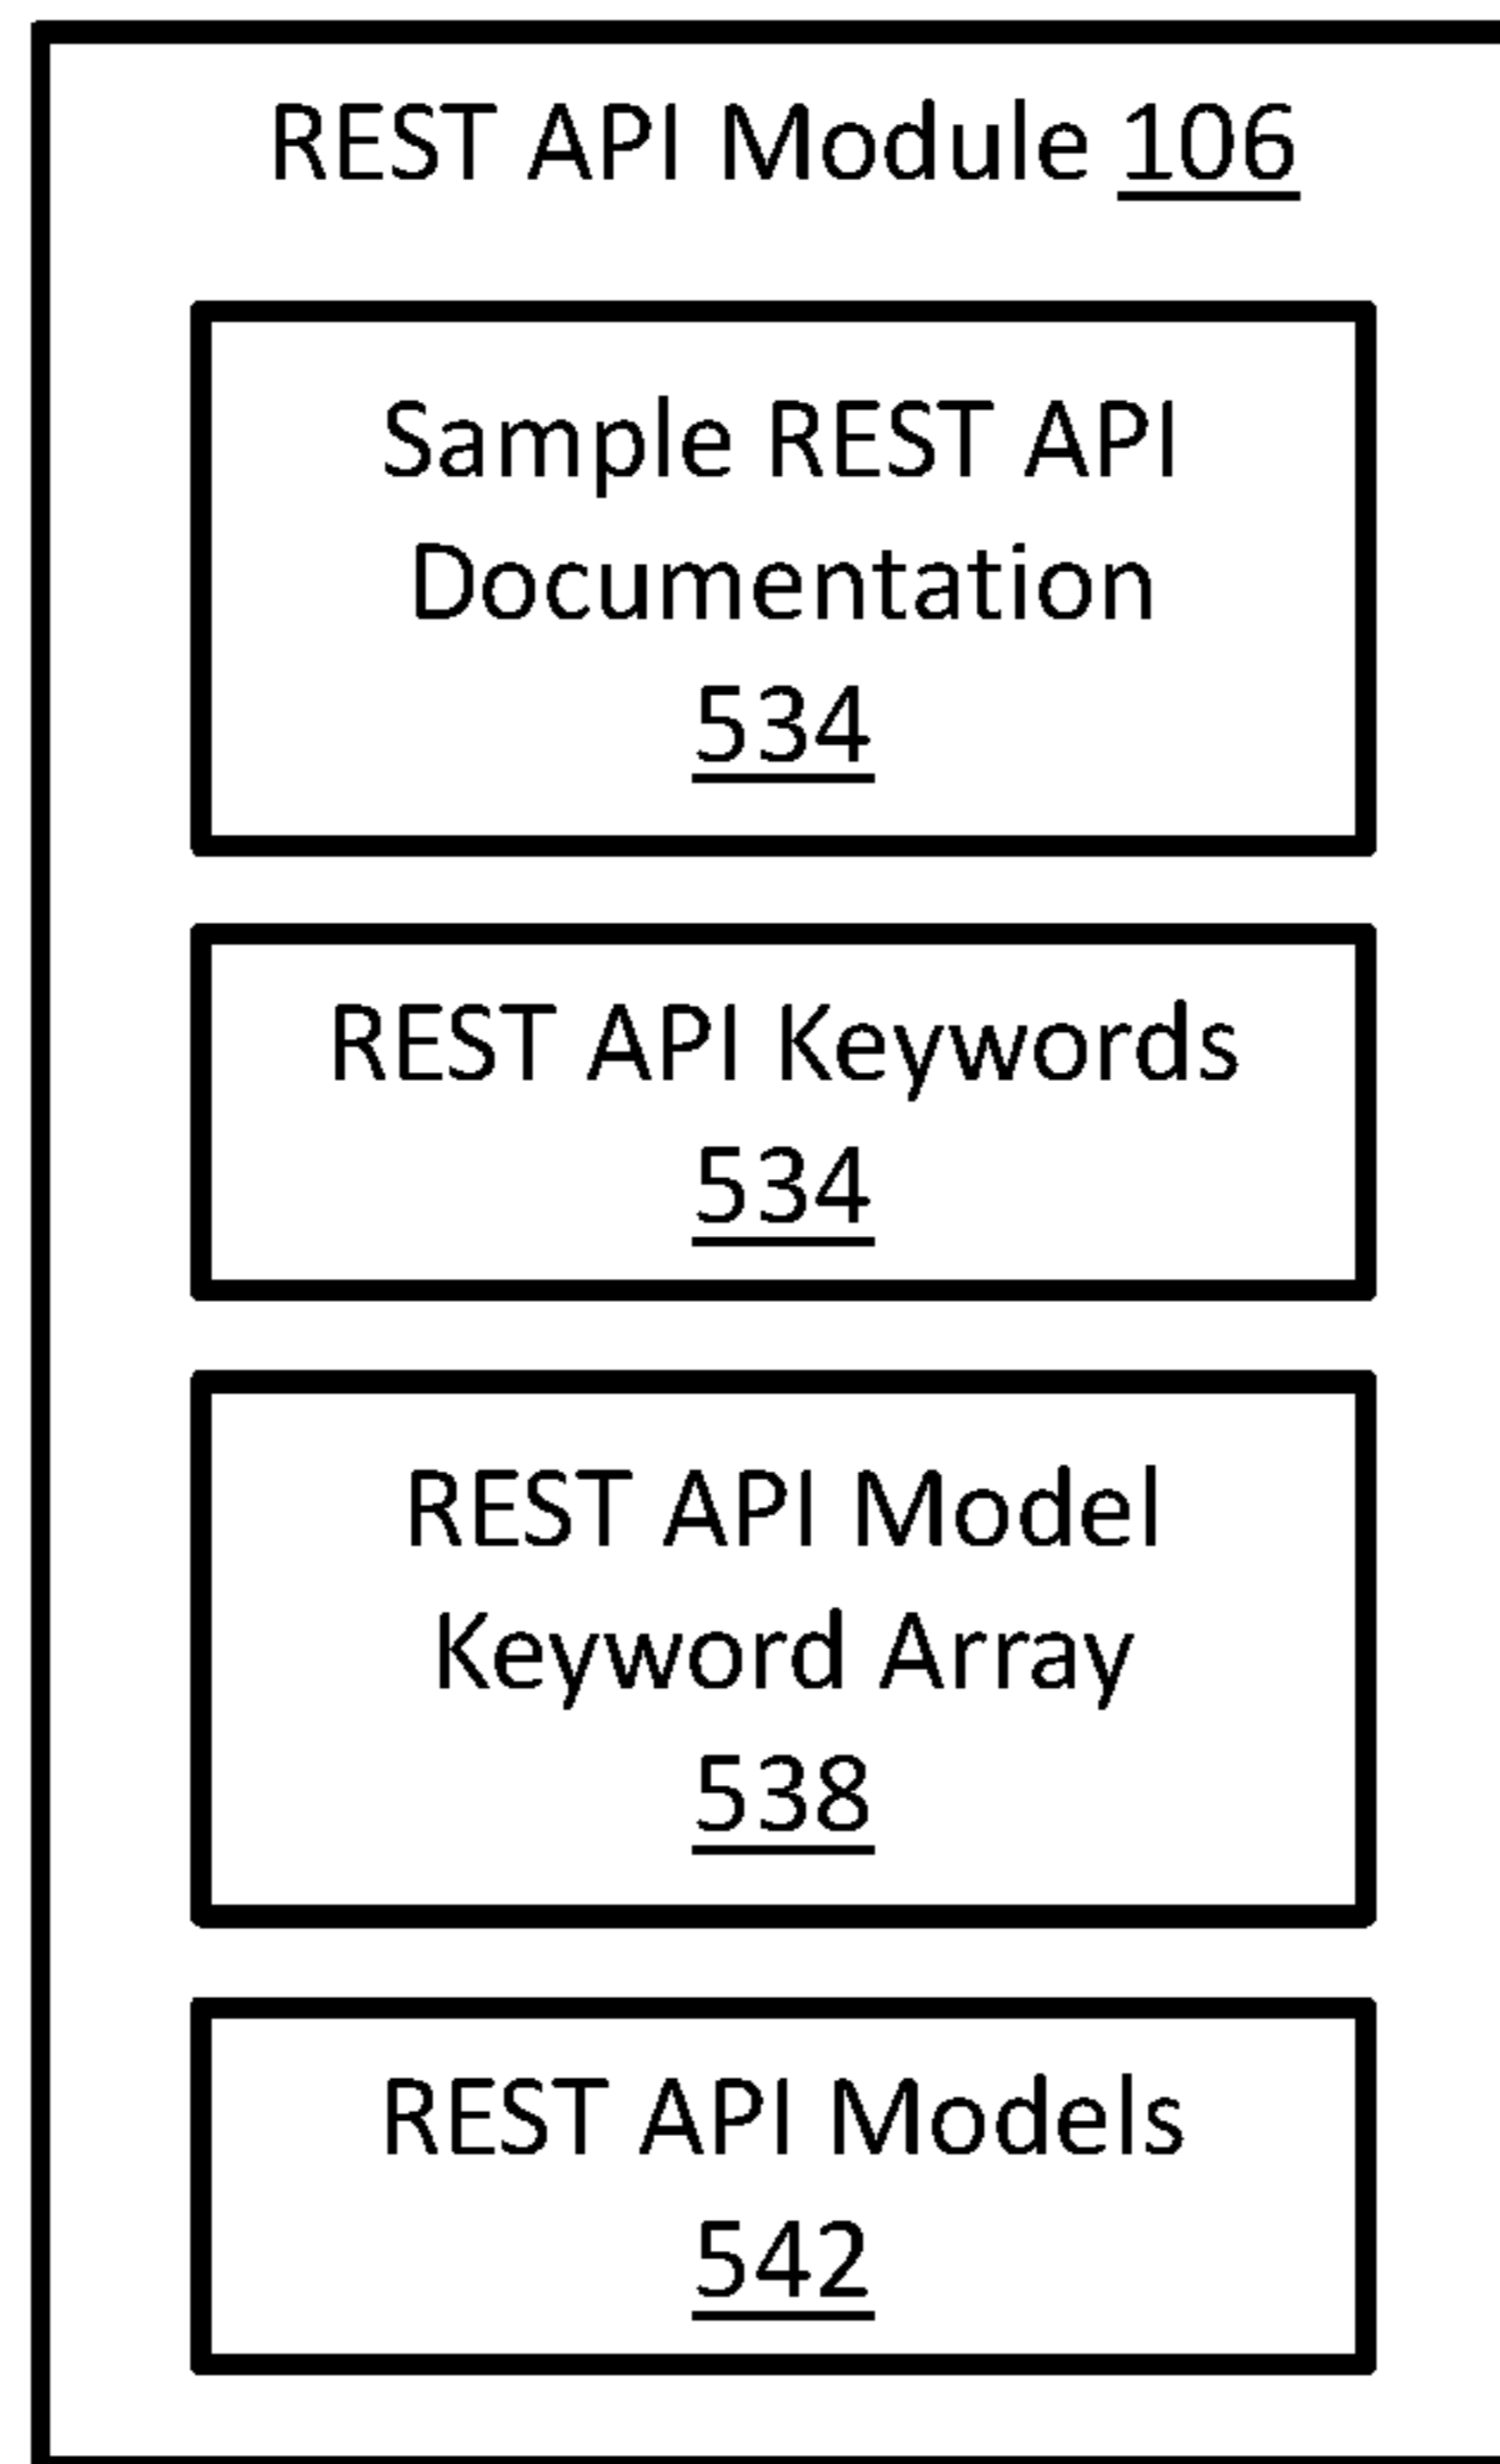 REST API Module 106
Sample REST API
Documentation
534
REST API Keywords
534
REST API Model
Keyword Array
538
REST API Models
542